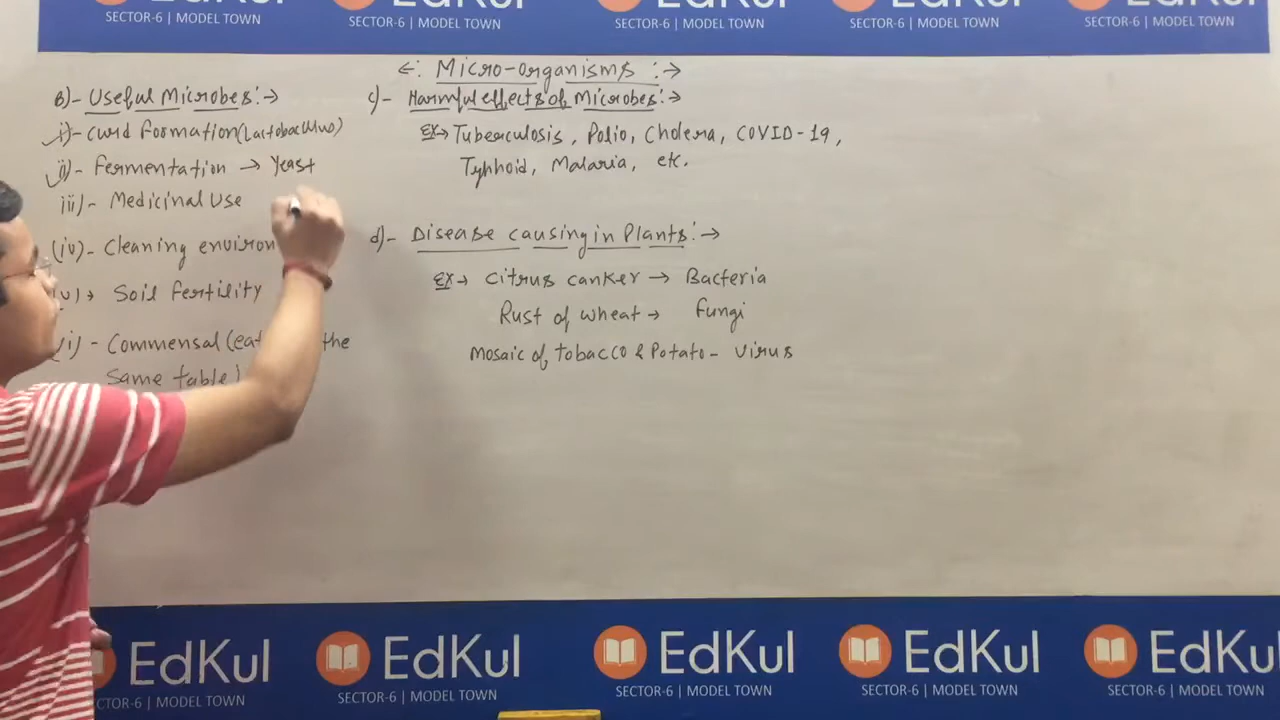 SECTOR-6 | MODEL TOWN
SECTOR-6 | MODEL TOWN
SECTOR-6 | MODEL TOWN
SECTOR-6 | MODEL TOWN
SECTOR-6 | MODEL TOWN
←: Micro-organisms :→
B)- Useful Microbes:→
i)- Curd Formation (Lactobacillus)
ii)- Fermentation → Yeast
iii)- Medicinal Use
(iv)- Cleaning environ
(v)→ Soil Fertility
(vi)- Commensal (eat the
same table)
c)- Harmful effects of Microbes:→
Ex→ Tuberculosis, Polio, Cholera, COVID-19,
Typhoid, Malaria, etc.
d)- Disease causing in Plants:→
Ex→ Citrus canker → Bacteria
Rust of wheat → Fungi
Mosaic of tobacco & Potato - Virus
EdKul
CTOR-6 | MODEL TOWN
EdKul
SECTOR-6 | MODEL TOWN
EdKul
SECTOR-6 | MODEL TOWN
EdKul
SECTOR-6 | MODEL TOWN
EdKul
SECTOR-6 | MODEL TOWN